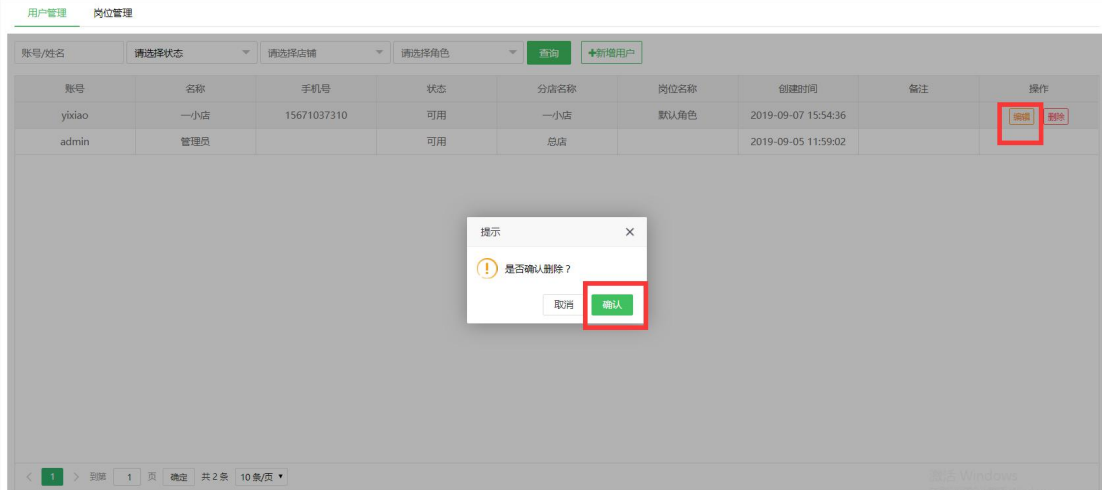 用户管理 岗位管理
账号/姓名 请选择状态 请选择店铺 请选择角色 查询 +新增用户
账号 名称 手机号 状态 分店名称 岗位名称 创建时间 备注 操作
yixiao 一小店 15671037310 可用 一小店 默认角色 2019-09-07 15:54:36 编辑 删除
admin 管理员 可用 总店 2019-09-05 11:59:02
提示
是否确认删除？
取消 确认
1 到第 1 页 确定 共 2 条 10 条/页
激活 Windows